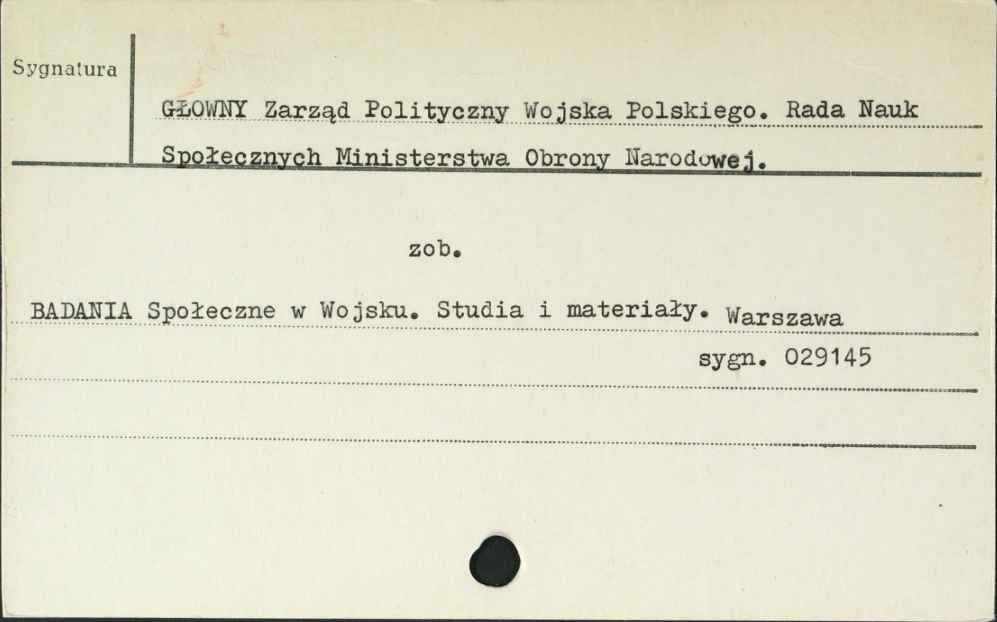 Sygnatura
GŁOWNY Zarząd Polityczny Wojska Polskiego. Rada Nauk
Społecznych Ministerstwa Obrony Narodowej.
zob.
BADANIA Społeczne w Wojsku. Studia i materiały. Warszawa
sygn. 029145